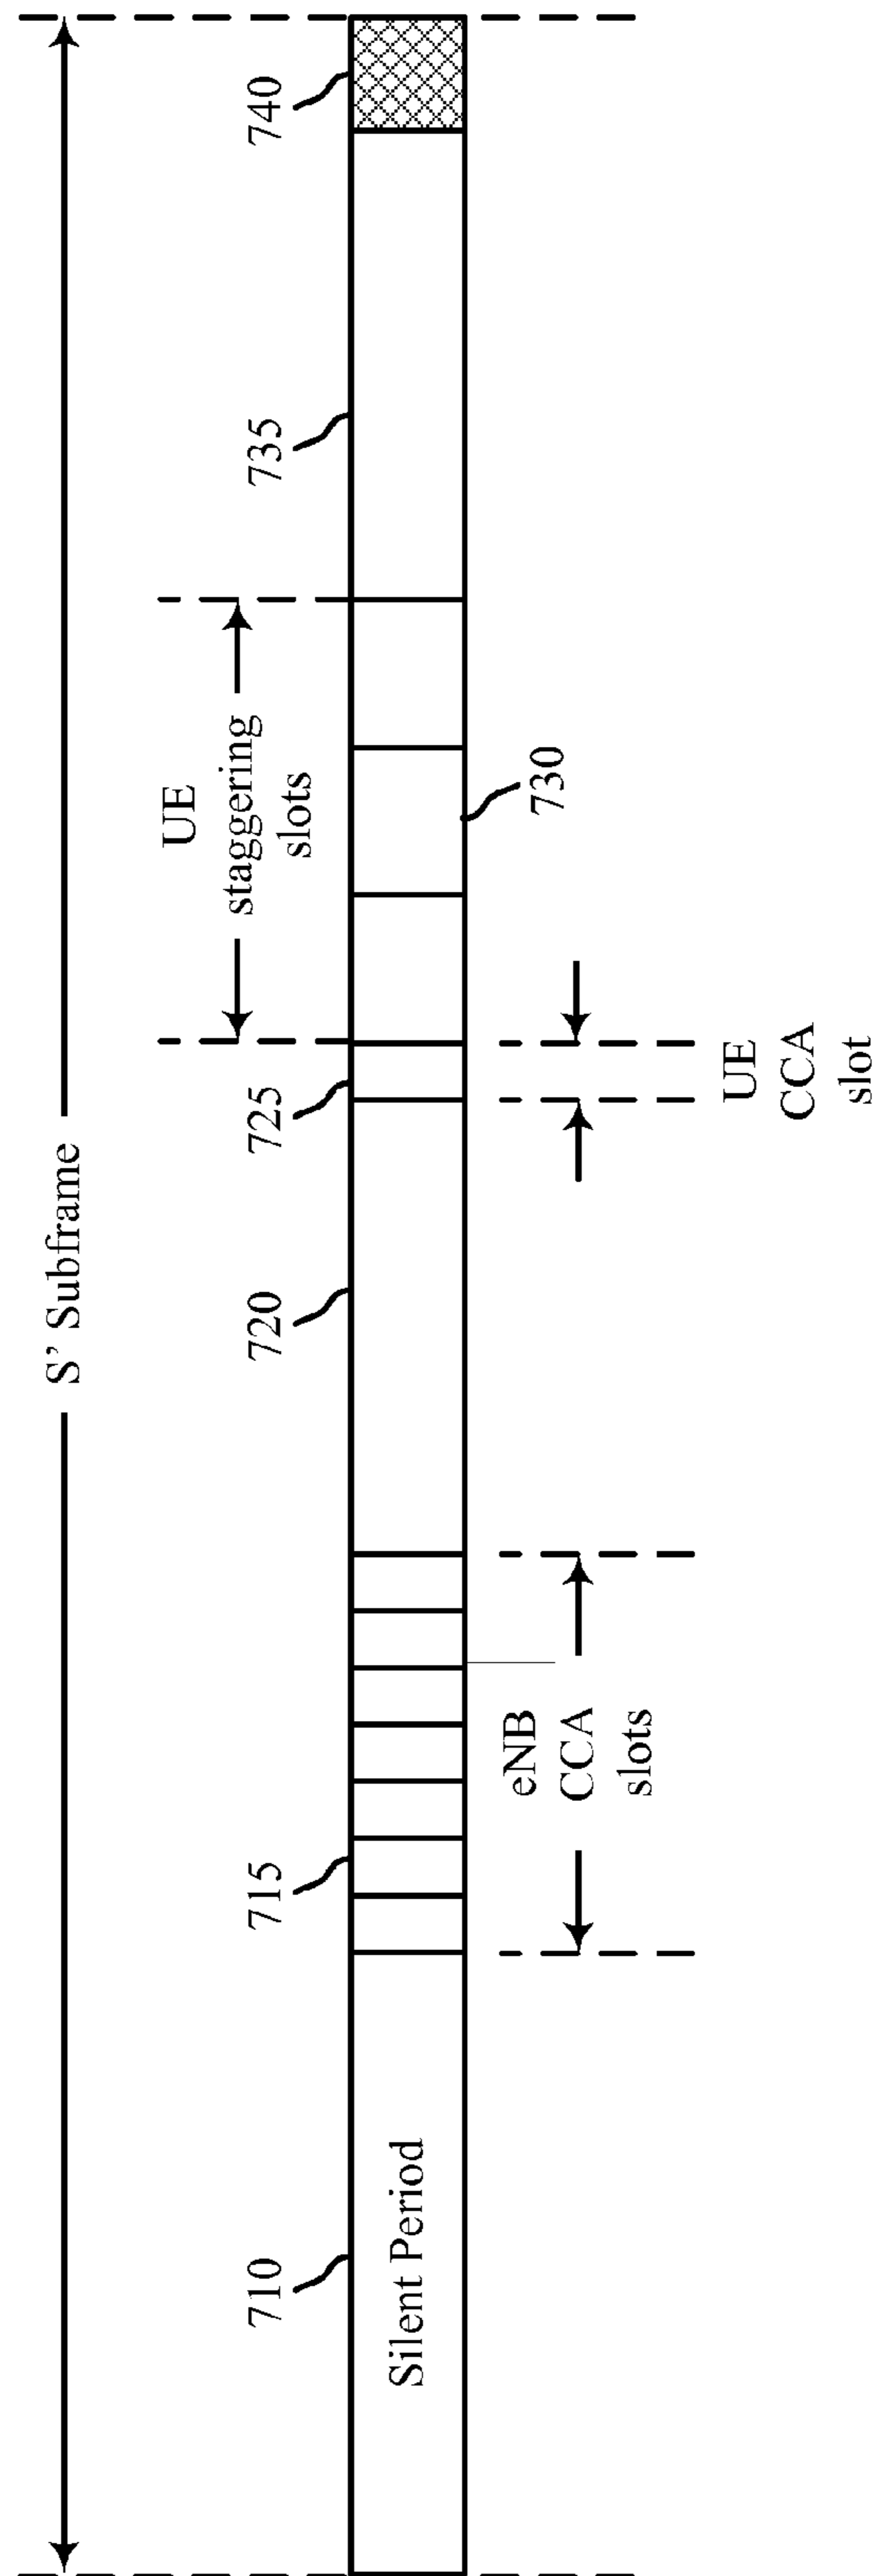 S’ Subframe
UE
staggering
slots
710
715
720
725
735
740
Silent Period
730
eNB
CCA
slots
UE
CCA
slot